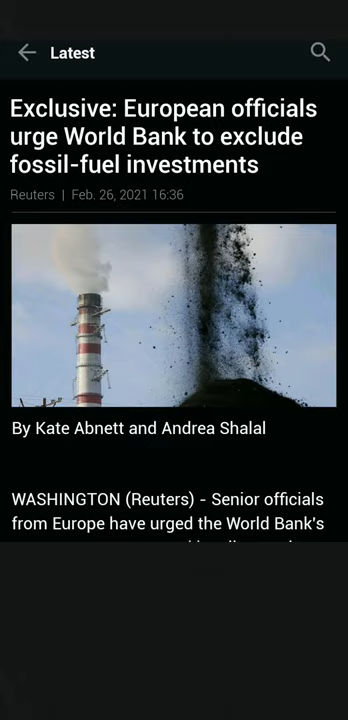 Latest
Exclusive: European officials
urge World Bank to exclude
fossil-fuel investments
Reuters | Feb. 26, 2021 16:36
By Kate Abnett and Andrea Shalal
WASHINGTON (Reuters) - Senior officials
from Europe have urged the World Bank's